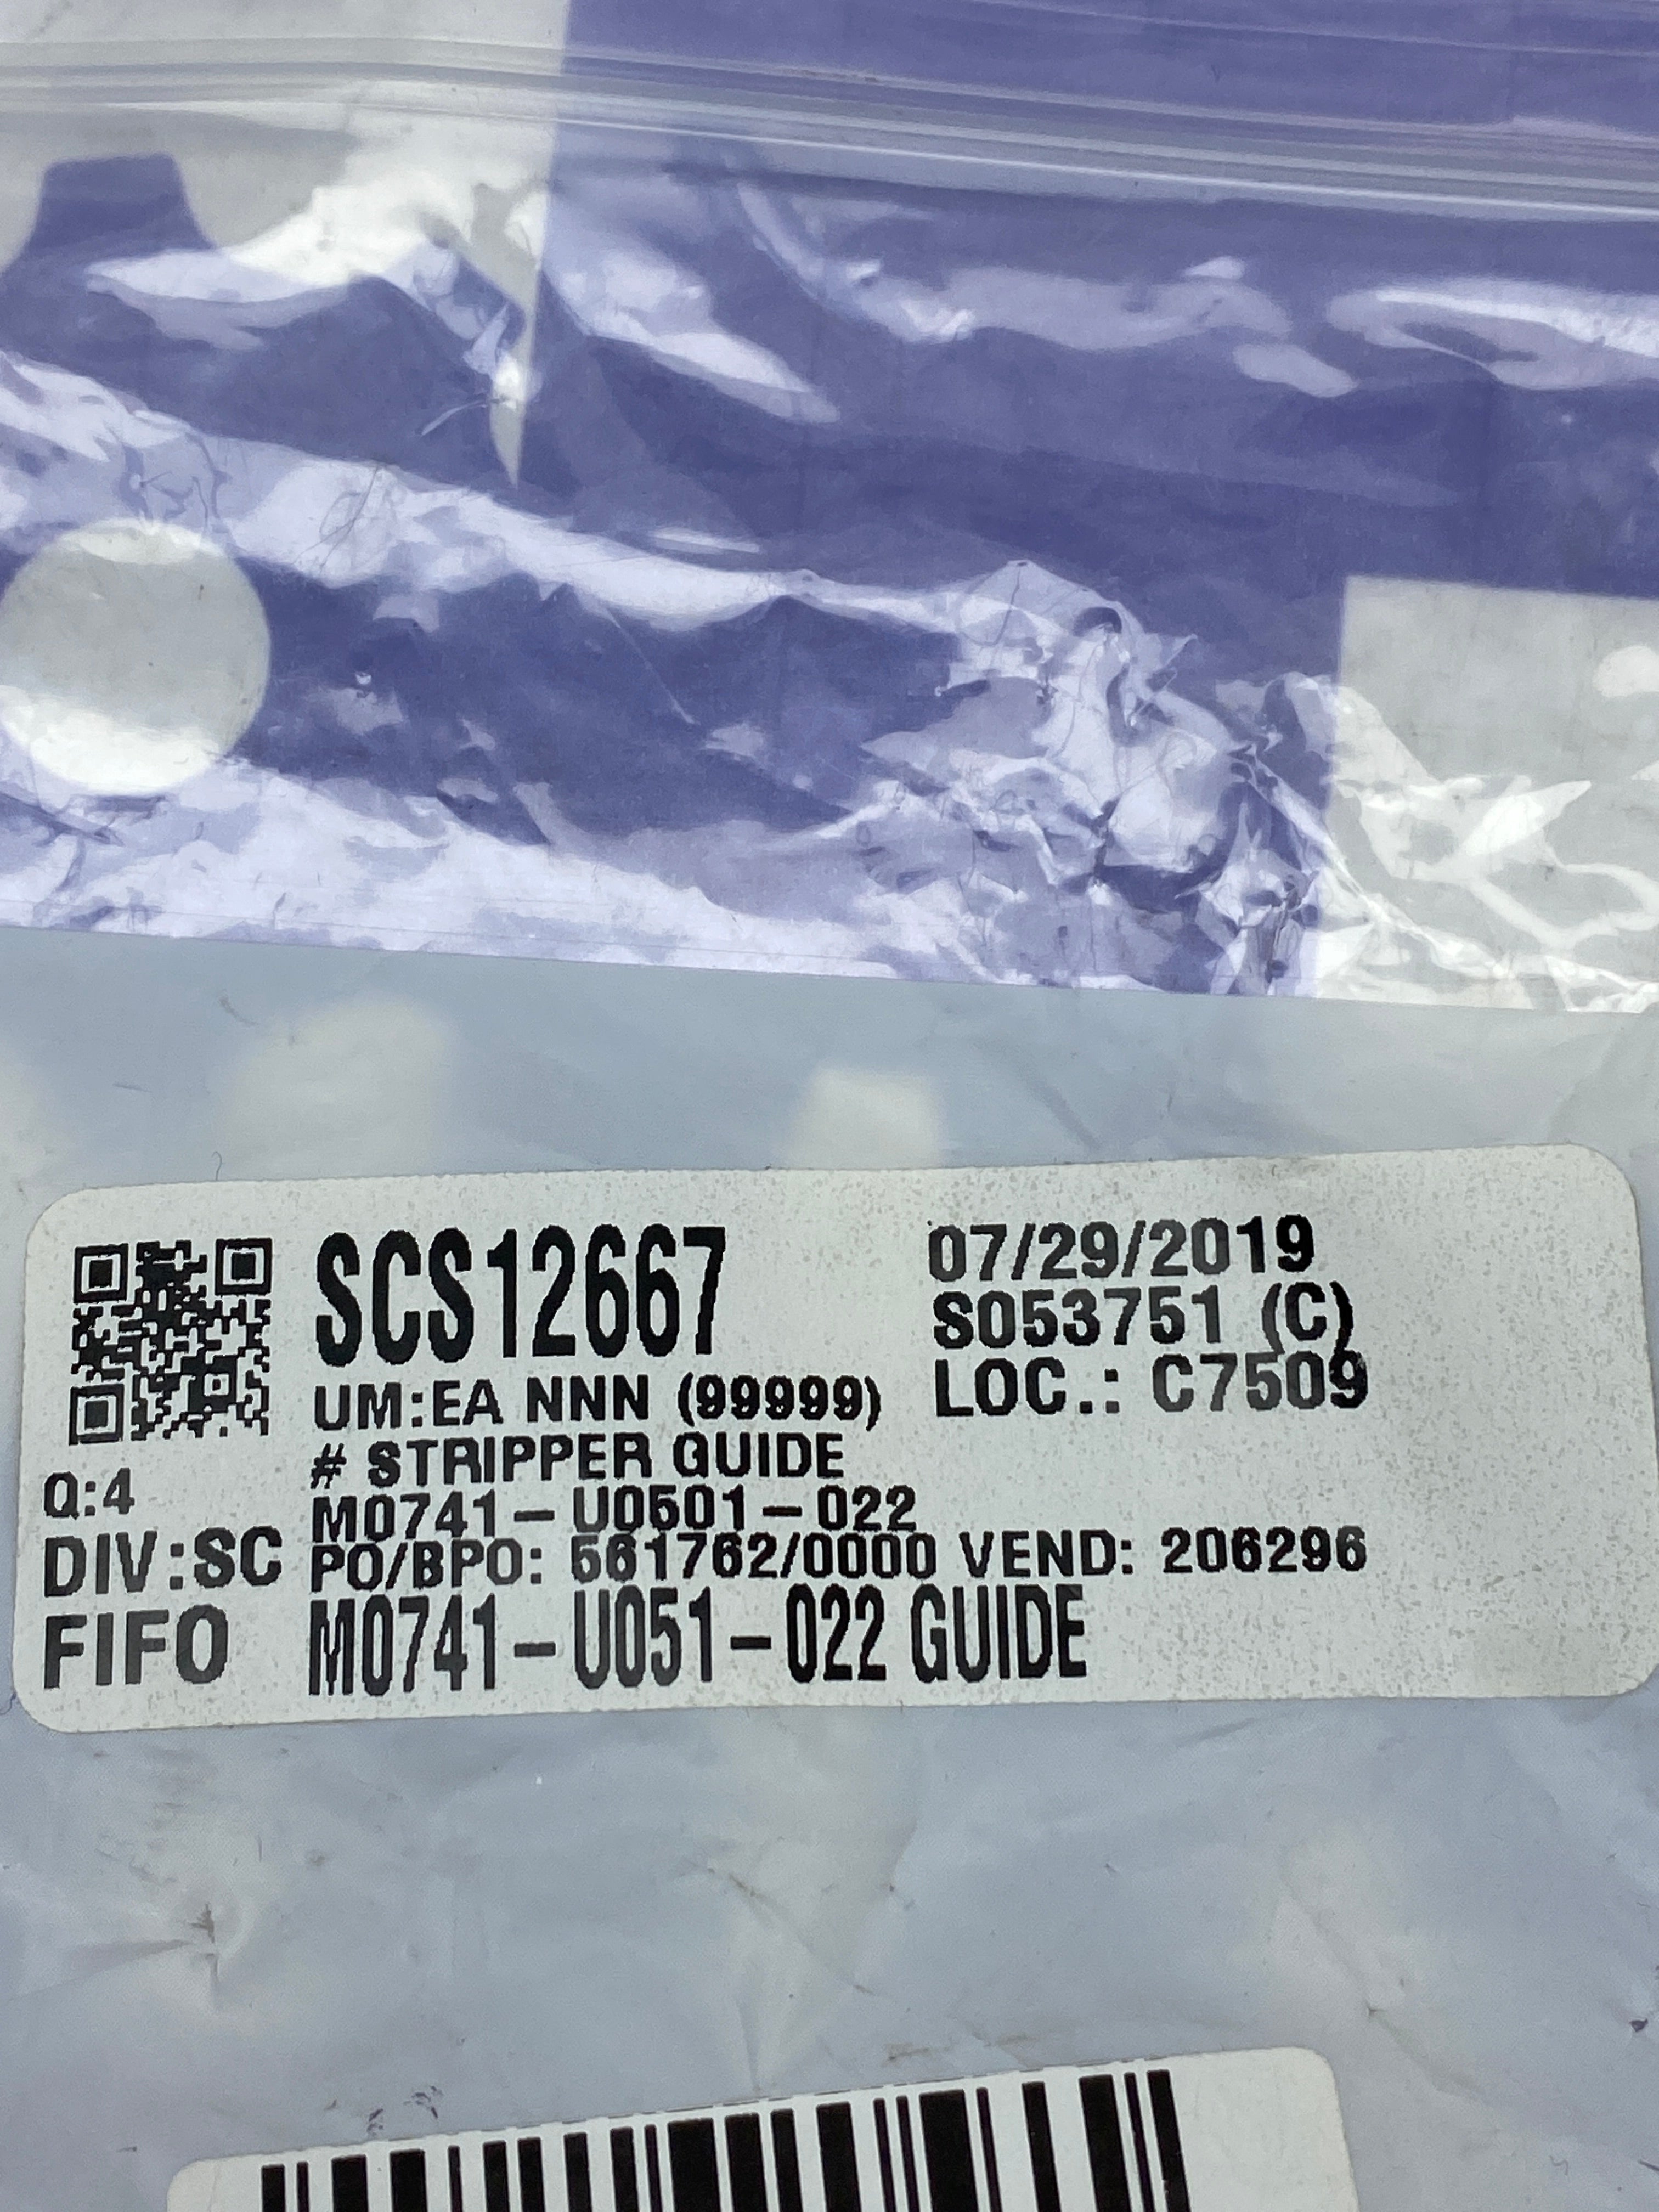 SCS12667
07/29/2019
S053751 (C)
LOC.: C7509
UM:EA NNN (99999)
# STRIPPER GUIDE
Q:4
M0741-U0501-022
DIV:SC
PO/BPO: 561762/0000 VEND: 206296
FIFO
M0741-U051-022 GUIDE